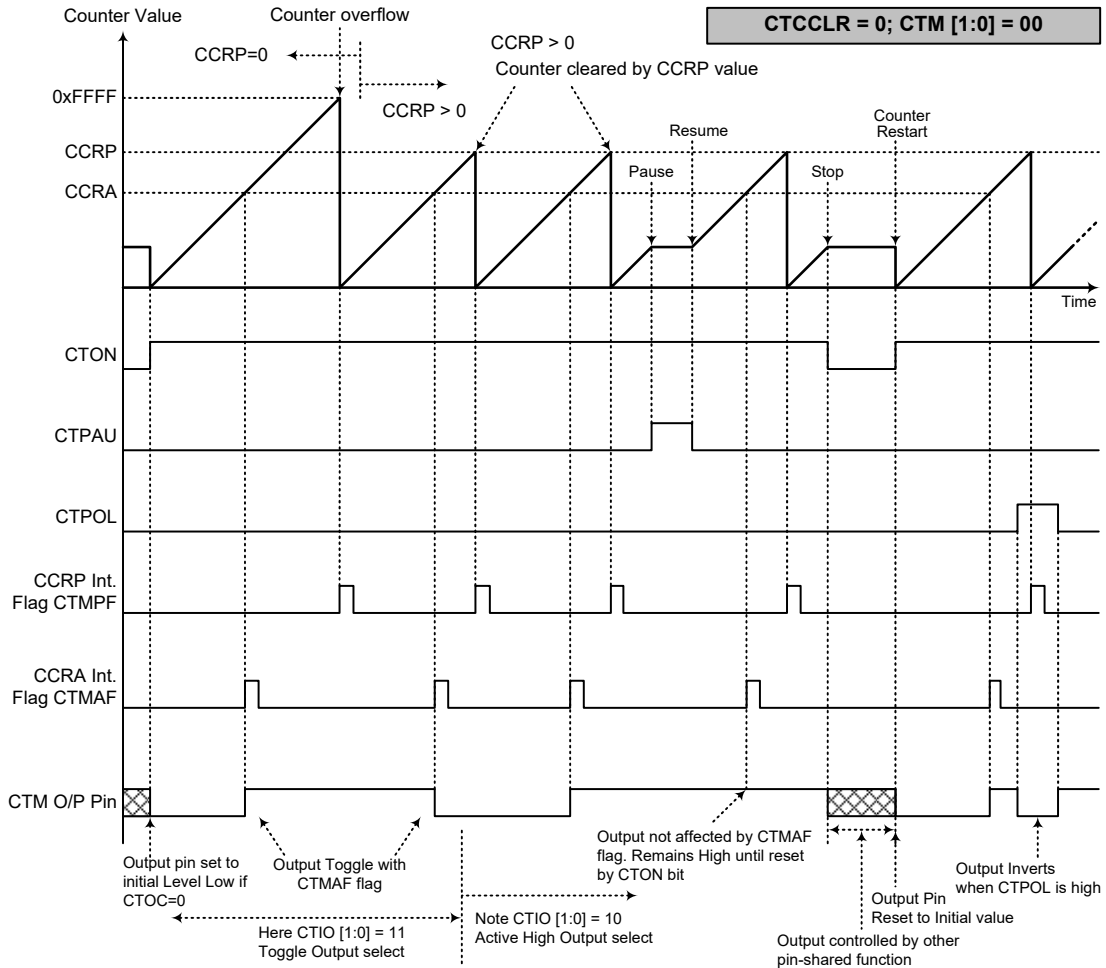 Counter Value
Counter overflow
CTCCLR = 0; CTM [1:0] = 00
CCRP=0
CCRP > 0
CCRP > 0
Counter cleared by CCRP value
0xFFFF
CCRP
CCRA
Pause
Resume
Stop
Counter
Restart
Time
CTON
CTPAU
CTPOL
CCRP Int.
Flag CTMPF
CCRA Int.
Flag CTMAF
CTM O/P Pin
Output pin set to
initial Level Low if
CTOC=0
Output Toggle with
CTMAF flag
Here CTIO [1:0] = 11
Toggle Output select
Note CTIO [1:0] = 10
Active High Output select
Output not affected by CTMAF
flag. Remains High until reset
by CTON bit
Output controlled by other
pin-shared function
Output Pin
Reset to Initial value
Output Inverts
when CTPOL is high